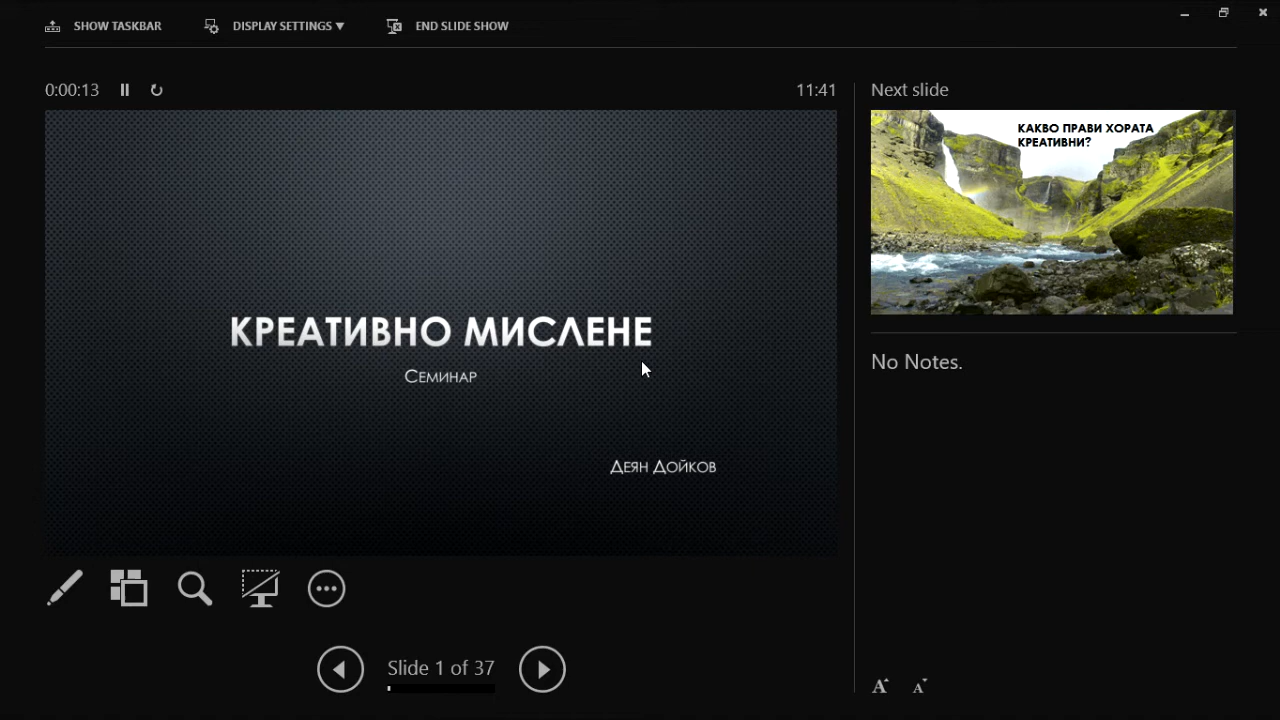 SHOW TASKBAR
DISPLAY SETTINGS ▼
END SLIDE SHOW
0:00:13
11:41
КРЕАТИВНО МИСЛЕНЕ
Семинар
Деян Дойков
Slide 1 of 37
Next slide
КАКВО ПРАВИ ХОРАТА
КРЕАТИВНИ?
No Notes.
A A